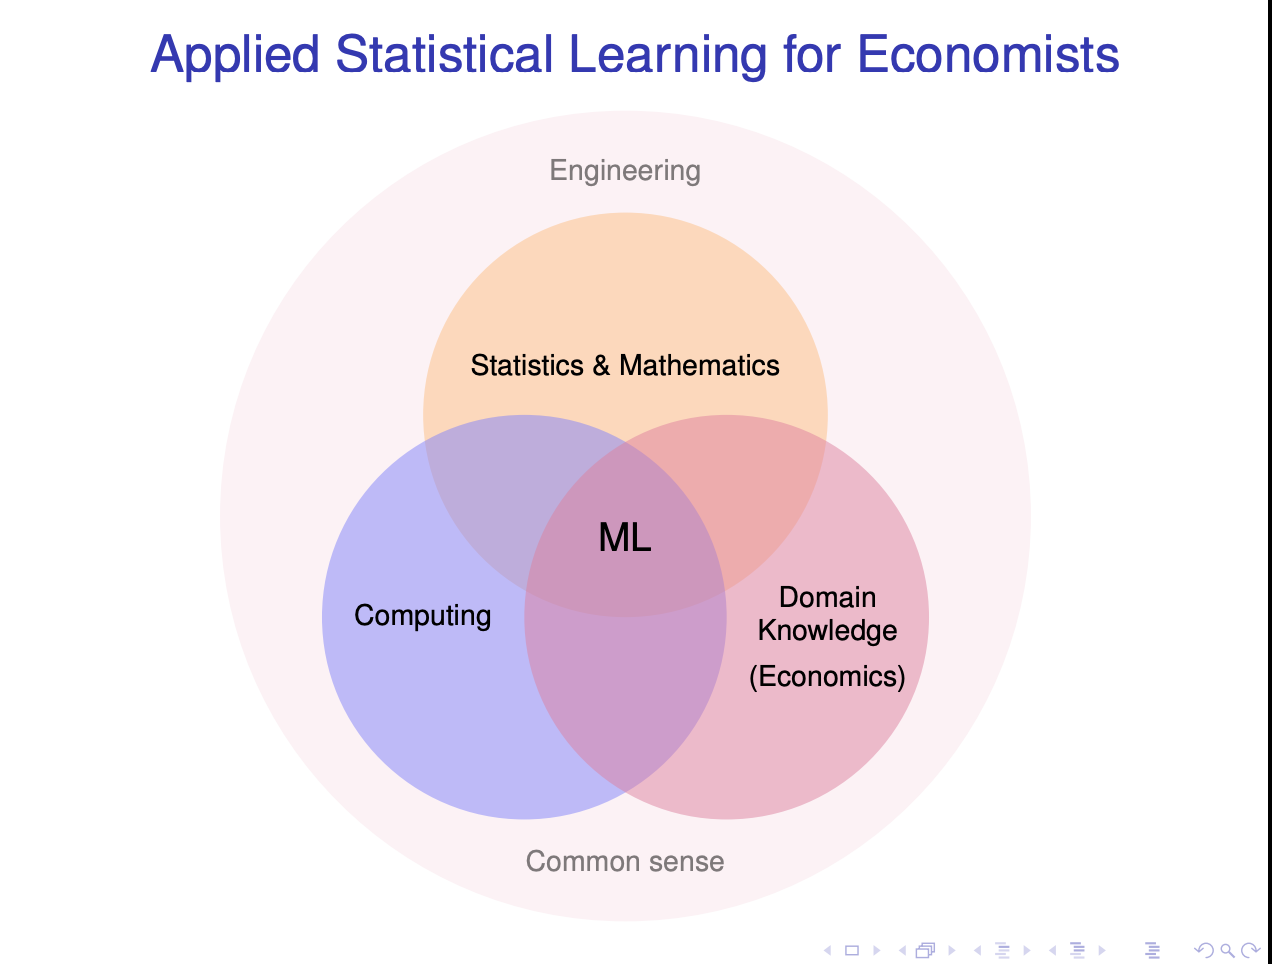 Applied Statistical Learning for Economists
Engineering
Statistics & Mathematics
ML
Computing
Domain
Knowledge
(Economics)
Common sense